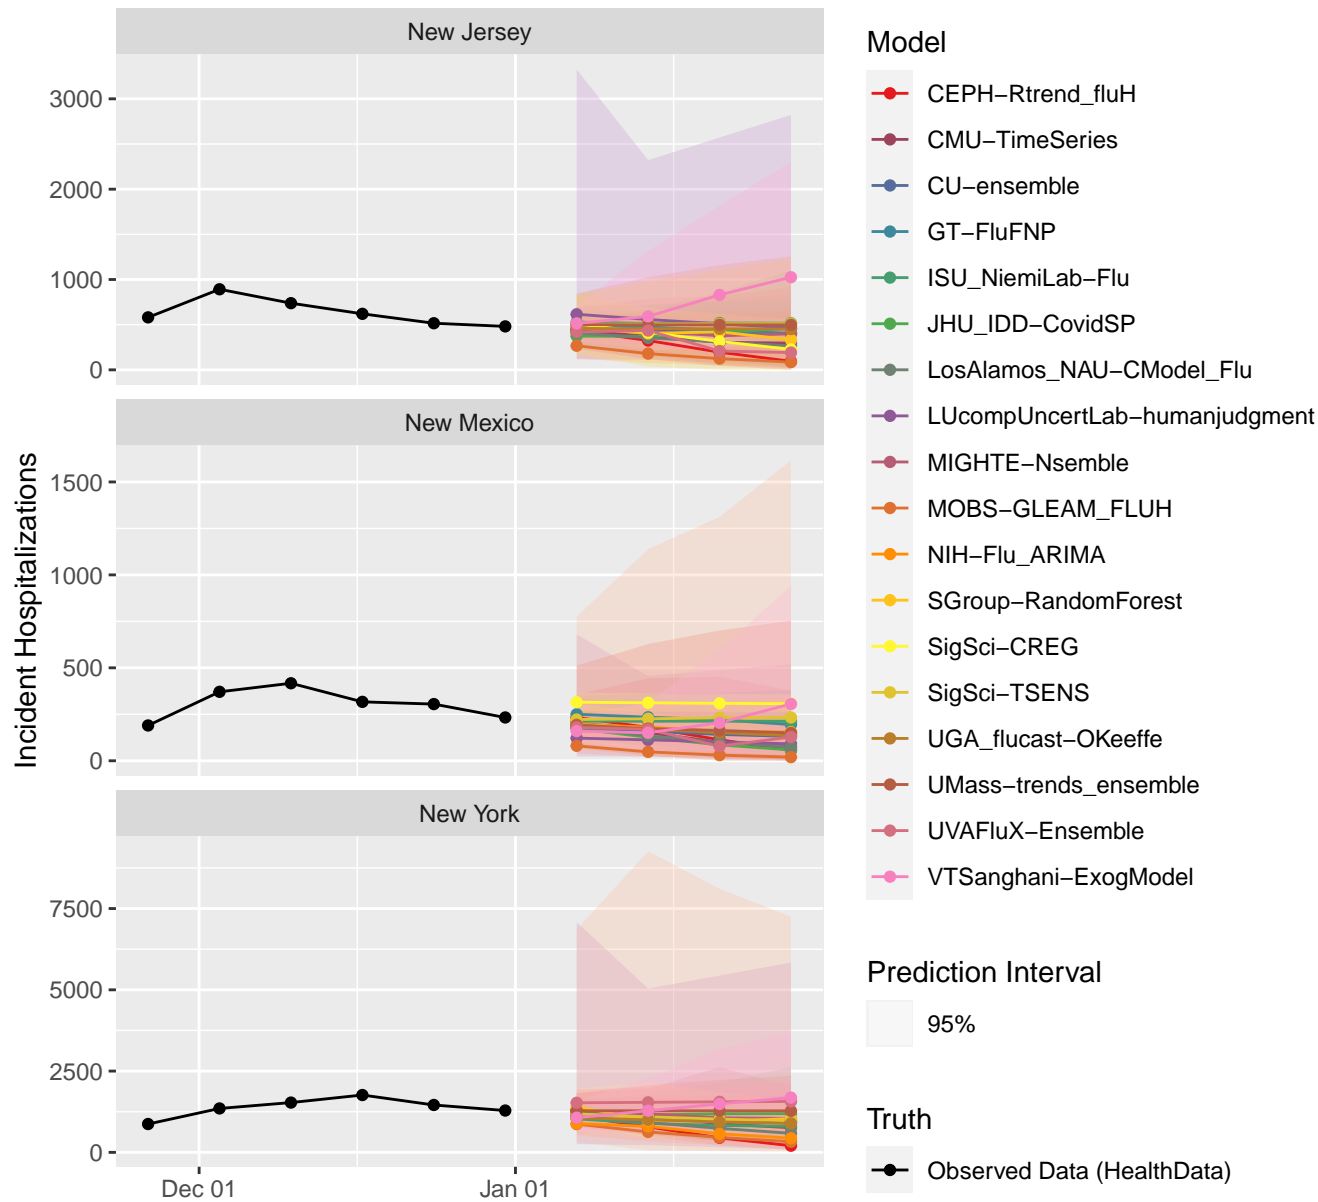 New Jersey
3000
2000
1000
0
New Mexico
1500
1000
500
0
New York
7500
5000
2500
0
Dec 01
Jan 01
Incident Hospitalizations
Model
CEPH−Rtrend_fluH
CMU−TimeSeries
CU−ensemble
GT−FluFNP
ISU_NiemiLab−Flu
JHU_IDD−CovidSP
LosAlamos_NAU−CModel_Flu
LUcompUncertLab−humanjudgment
MIGHTE−Nsemble
MOBS−GLEAM_FLUH
NIH−Flu_ARIMA
SGroup−RandomForest
SigSci−CREG
SigSci−TSENS
UGA_flucast−OKeeffe
UMass−trends_ensemble
UVAFluX−Ensemble
VTSanghani−ExogModel
Prediction Interval
95%
Truth
Observed Data (HealthData)